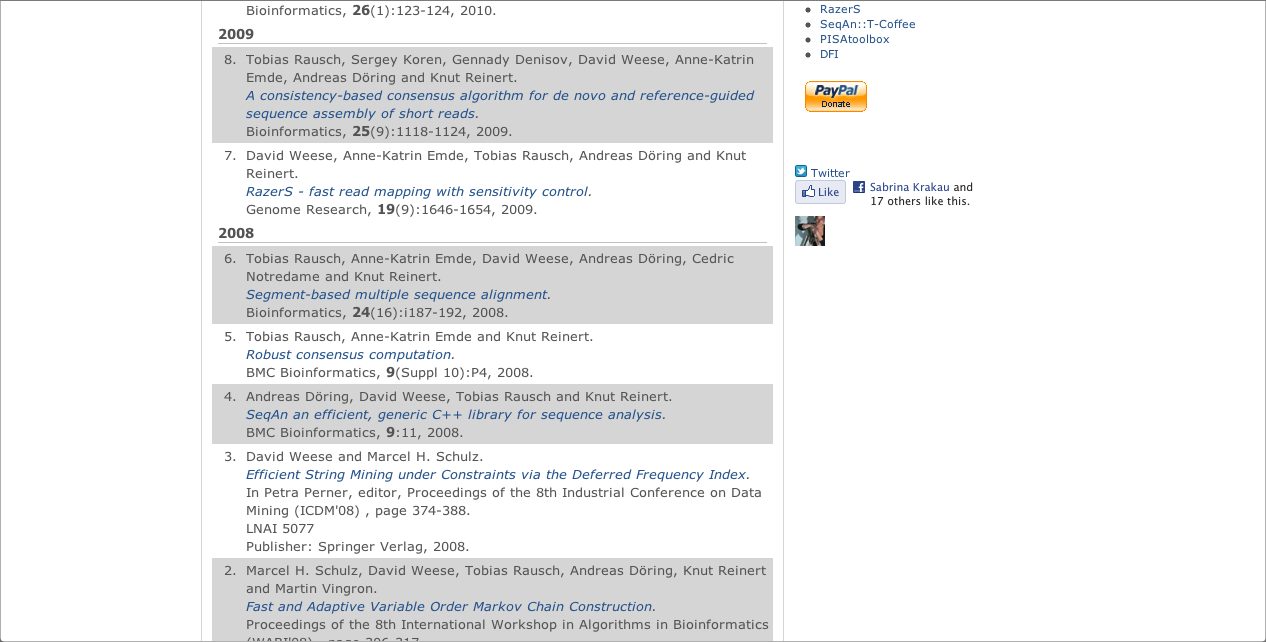 Bioinformatics, 26(1):123-124, 2010.
2009
8. Tobias Rausch, Sergey Koren, Gennady Denisov, David Weese, Anne-Katrin
Emde, Andreas Döring and Knut Reinert.
A consistency-based consensus algorithm for de novo and reference-guided
sequence assembly of short reads.
Bioinformatics, 25(9):1118-1124, 2009.
7. David Weese, Anne-Katrin Emde, Tobias Rausch, Andreas Döring and Knut
Reinert.
RazerS - fast read mapping with sensitivity control.
Genome Research, 19(9):1646-1654, 2009.
2008
6. Tobias Rausch, Anne-Katrin Emde, David Weese, Andreas Döring, Cedric
Notredame and Knut Reinert.
Segment-based multiple sequence alignment.
Bioinformatics, 24(16):i187-192, 2008.
5. Tobias Rausch, Anne-Katrin Emde and Knut Reinert.
Robust consensus computation.
BMC Bioinformatics, 9(Suppl 10):P4, 2008.
4. Andreas Döring, David Weese, Tobias Rausch and Knut Reinert.
SeqAn an efficient, generic C++ library for sequence analysis.
BMC Bioinformatics, 9:11, 2008.
3. David Weese and Marcel H. Schulz.
Efficient String Mining under Constraints via the Deferred Frequency Index.
In Petra Perner, editor, Proceedings of the 8th Industrial Conference on Data
Mining (ICDM'08) , page 374-388.
LNAI 5077
Publisher: Springer Verlag, 2008.
2. Marcel H. Schulz, David Weese, Tobias Rausch, Andreas Döring, Knut Reinert
and Martin Vingron.
Fast and Adaptive Variable Order Markov Chain Construction.
Proceedings of the 8th International Workshop in Algorithms in Bioinformatics
RazerS
SeqAn::T-Coffee
PISAtoolbox
DFI
PayPal
Donate
Twitter
Like
Sabrina Krakau and
17 others like this.